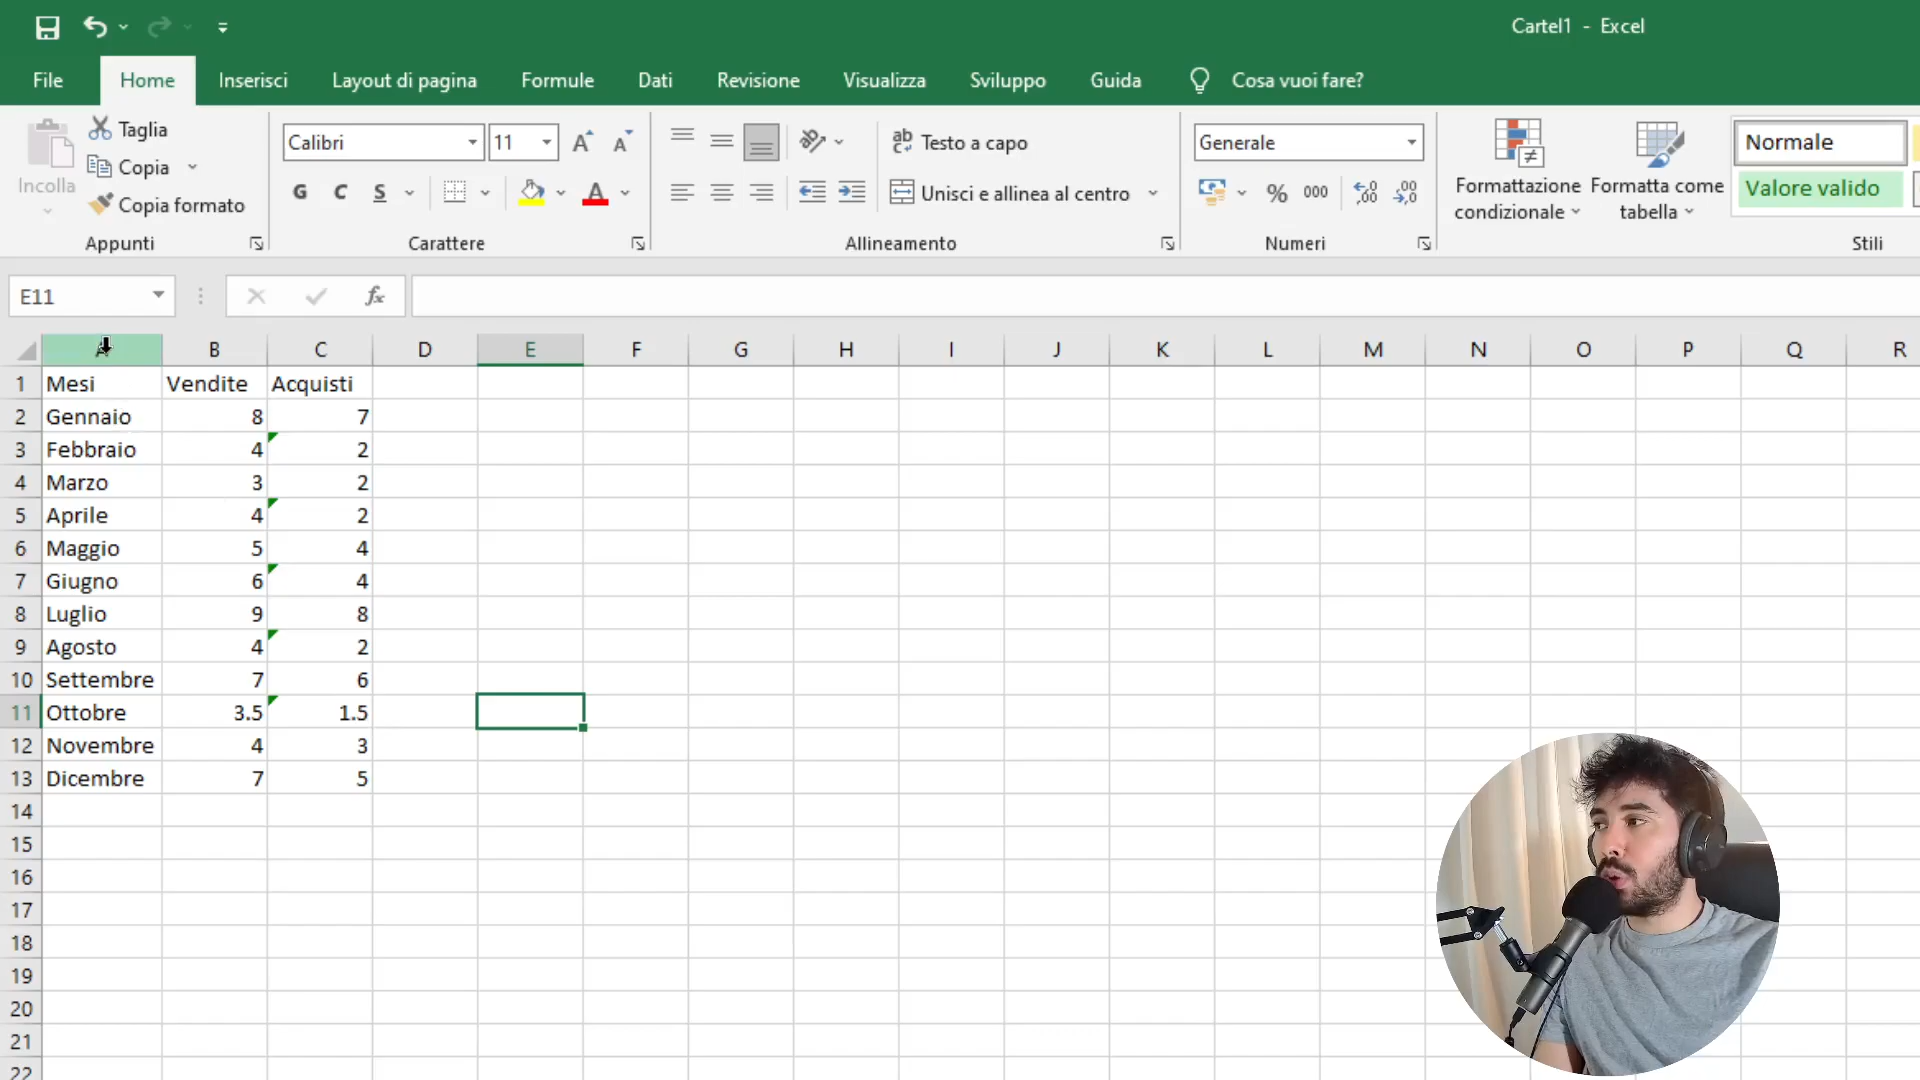 Cartel1 - Excel
File Home Inserisci Layout di pagina Formule Dati Revisione Visualizza Sviluppo Guida Cosa vuoi fare?
Incolla
Taglia
Copia
Copia formato
Appunti
Calibri 11 A A
G C S A
Carattere
ab Testo a capo
Unisci e allinea al centro
Allineamento
Generale
% 000 ,00 ,00
Numeri
Formattazione condizionale
Formatta come tabella
Normale
Valore valido
Stili
E11 fx
A B C D E F G H I J K L M N O P Q R
1 Mesi Vendite Acquisti
2 Gennaio 8 7
3 Febbraio 4 2
4 Marzo 3 2
5 Aprile 4 2
6 Maggio 5 4
7 Giugno 6 4
8 Luglio 9 8
9 Agosto 4 2
10 Settembre 7 6
11 Ottobre 3.5 1.5
12 Novembre 4 3
13 Dicembre 7 5
14
15
16
17
18
19
20
21
22